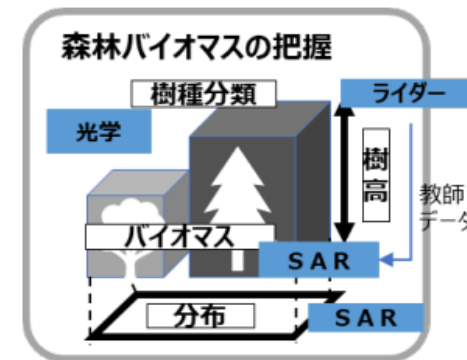 森林バイオマスの把握
樹種分類
ライダー
光学
樹高
教師
データ
バイオマス
ＳＡＲ
分布
ＳＡＲ